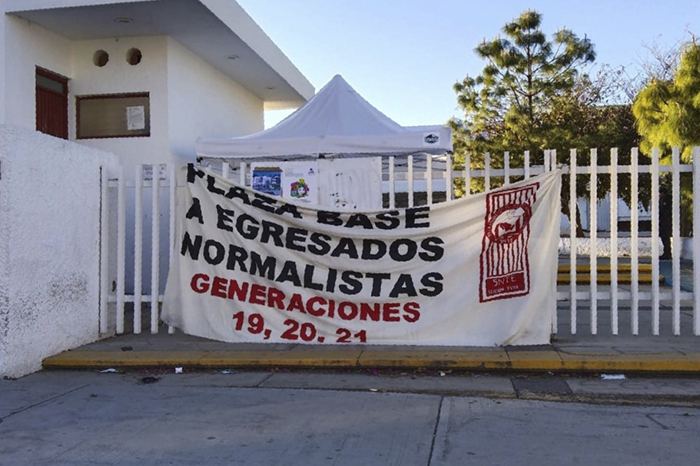 PLAZA BASE
A EGRESADOS
NORMALISTAS
GENERACIONES
19, 20, 21
SNTE